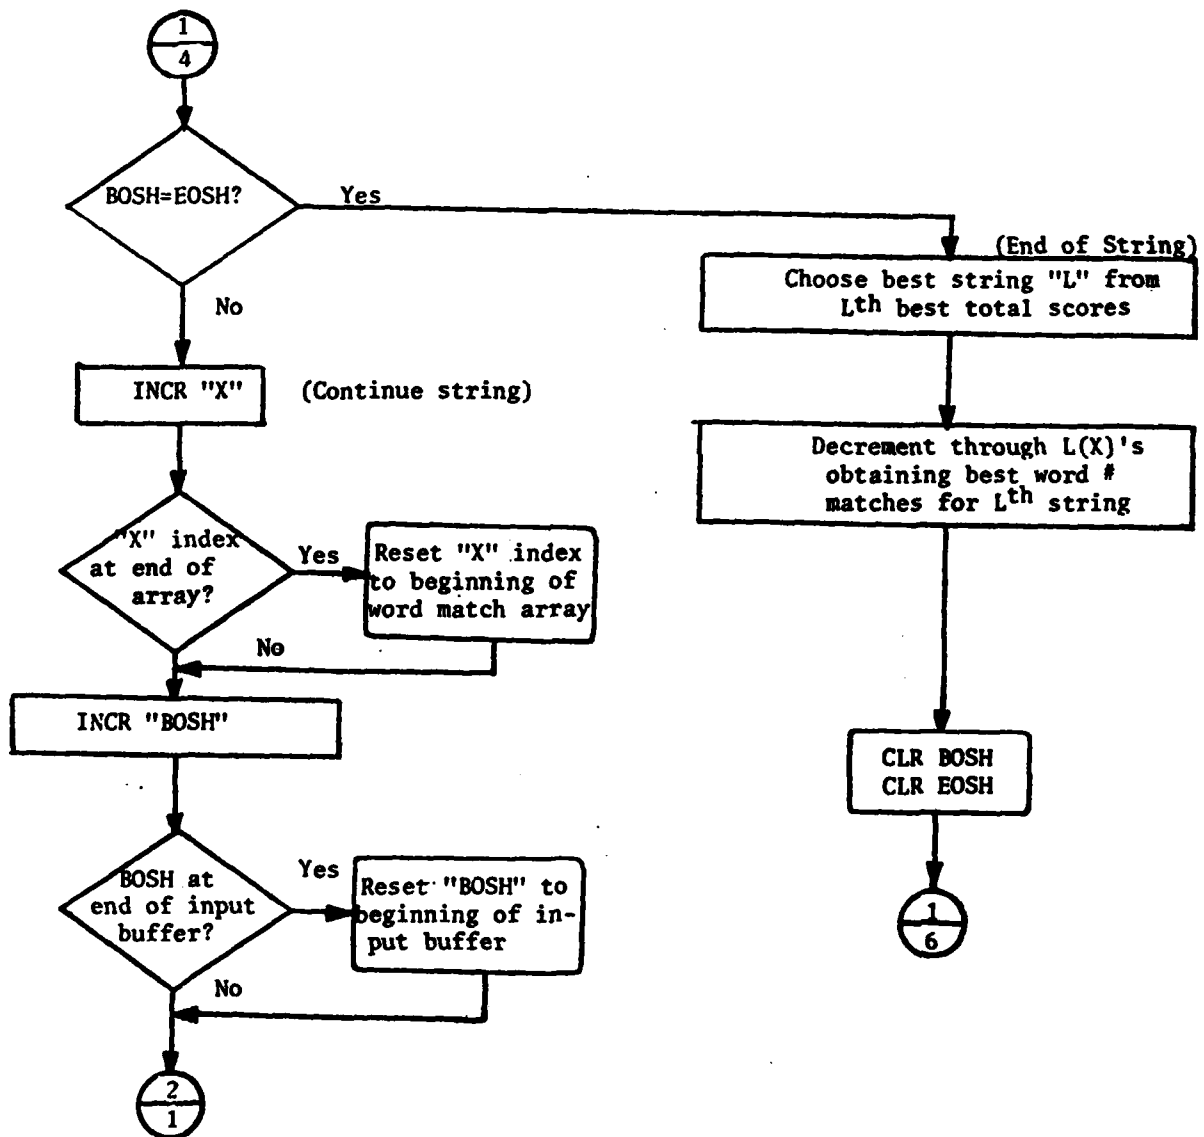 1
4
BOSH=EOSH?
Yes
No
(End of String)
Choose best string "L" from
Lth best total scores
INCR "X"
(Continue string)
Decrement through L(X)'s
obtaining best word #
matches for Lth string
"X" index
at end of
array?
Yes
Reset "X" index
to beginning of
word match array
No
INCR "BOSH"
CLR BOSH
CLR EOSH
BOSH at
end of input
buffer?
Yes
Reset "BOSH" to
beginning of in-
put buffer
No
1
6
2
1